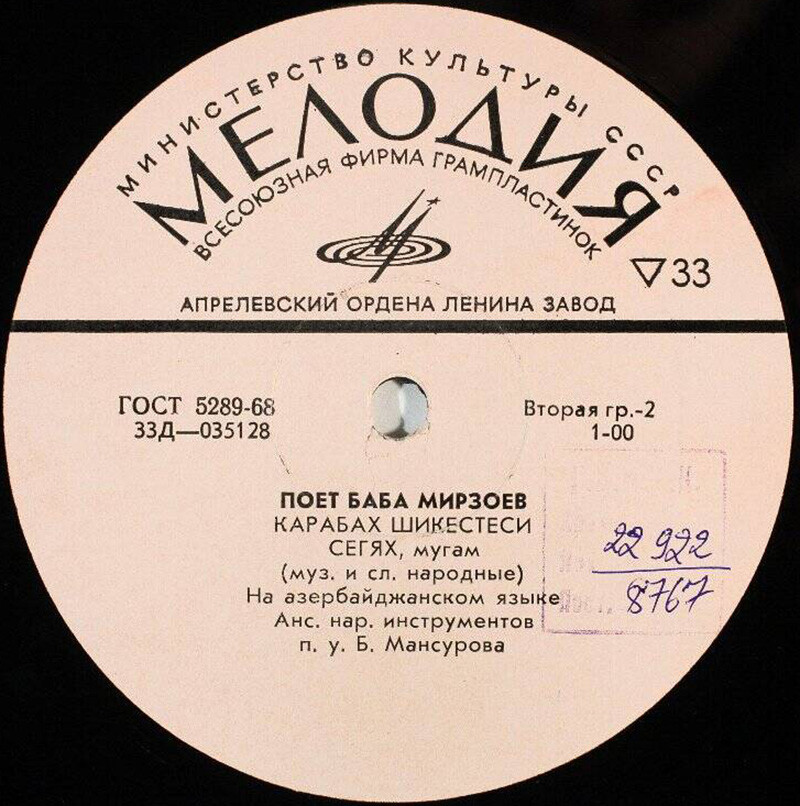 МИНИСТЕРСТВО КУЛЬТУРЫ СССР
МЕЛОДИЯ
ВСЕСОЮЗНАЯ ФИРМА ГРАМПЛАСТИНОК
▽33
АПРЕЛЕВСКИЙ ОРДЕНА ЛЕНИНА ЗАВОД
ГОСТ 5289-68
33Д—035128
Вторая гр.-2
1-00
ПОЕТ БАБА МИРЗОЕВ
КАРАБАХ ШИКЕСТЕСИ
СЕГЯХ, мугам
(муз. и сл. народные)
На азербайджанском языке
Анс. нар. инструментов
п. у. Б. Мансурова
22 922
8767